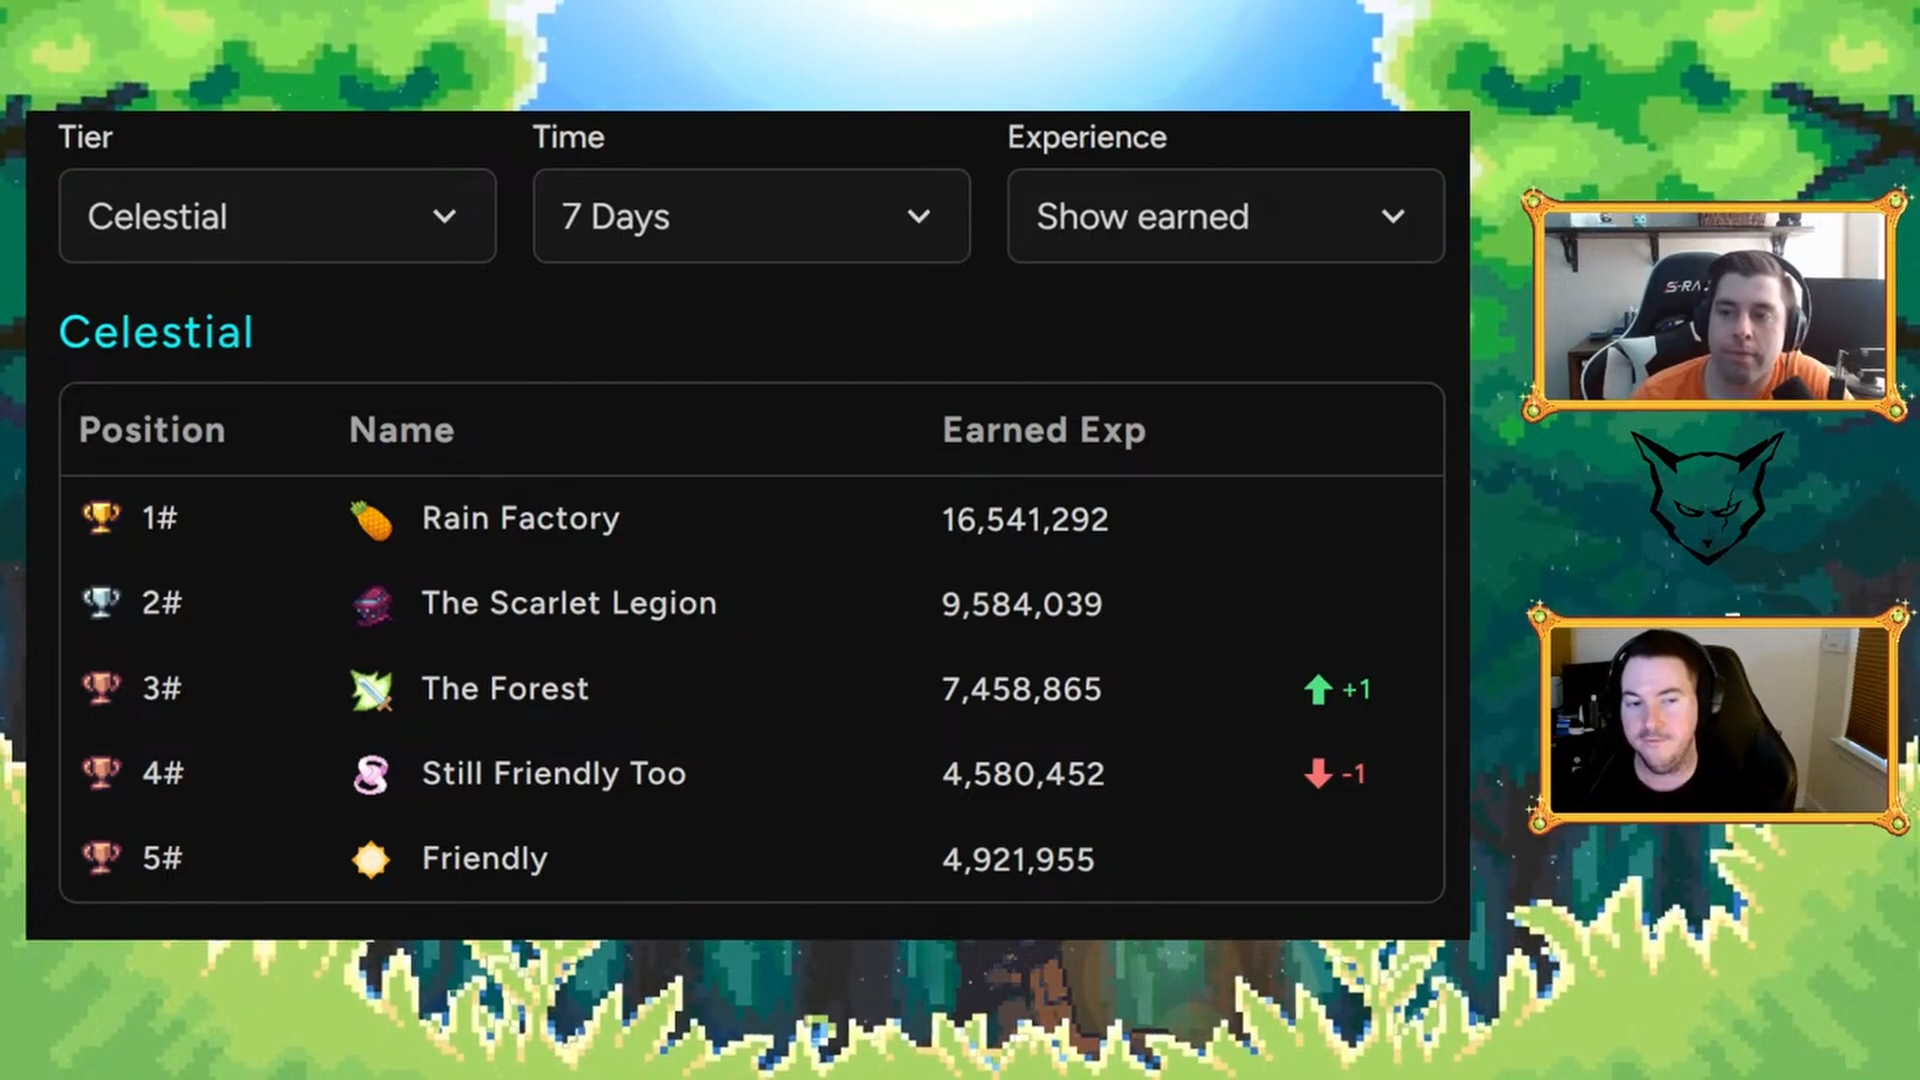 Tier Time Experience
Celestial 7 Days Show earned
Celestial
Position Name Earned Exp
1# Rain Factory 16,541,292
2# The Scarlet Legion 9,584,039
3# The Forest 7,458,865 +1
4# Still Friendly Too 4,580,452 -1
5# Friendly 4,921,955